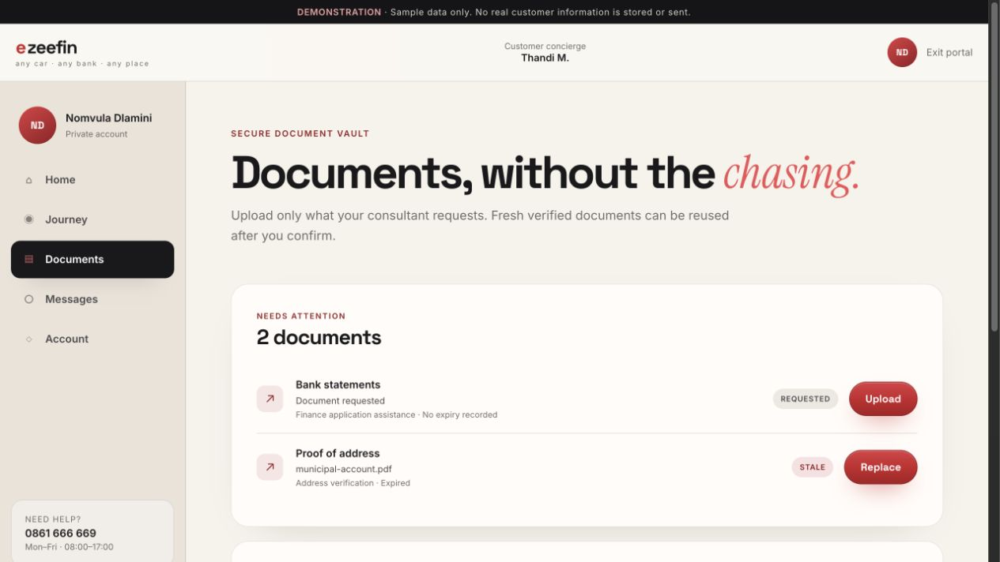 DEMONSTRATION · Sample data only. No real customer information is stored or sent.
ezeefin
any car · any bank · any place
Customer concierge
Thandi M.
ND
Exit portal
ND
Nomvula Dlamini
Private account
Home
Journey
Documents
Messages
Account
NEED HELP?
0861 666 669
Mon–Fri · 08:00–17:00
SECURE DOCUMENT VAULT
Documents, without the chasing.
Upload only what your consultant requests. Fresh verified documents can be reused
after you confirm.
NEEDS ATTENTION
2 documents
Bank statements
Document requested
Finance application assistance · No expiry recorded
REQUESTED
Upload
Proof of address
municipal-account.pdf
Address verification · Expired
STALE
Replace